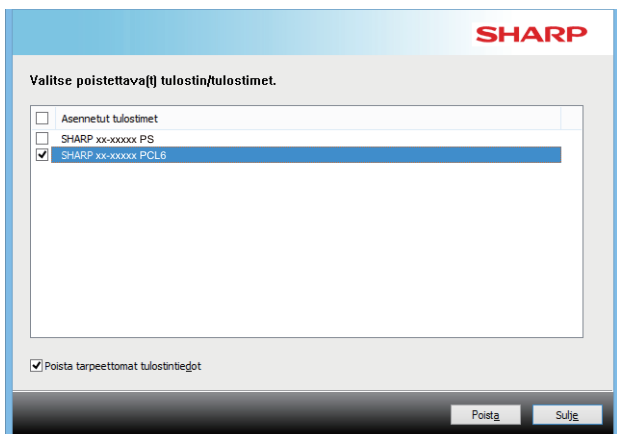 SHARP
Valitse poistettava(t) tulostin/tulostimet.
Asennetut tulostimet
SHARP xx-xxxxx PS
SHARP xx-xxxxx PCL6
Poista tarpeettomat tulostintiedot
Poista
Sulje